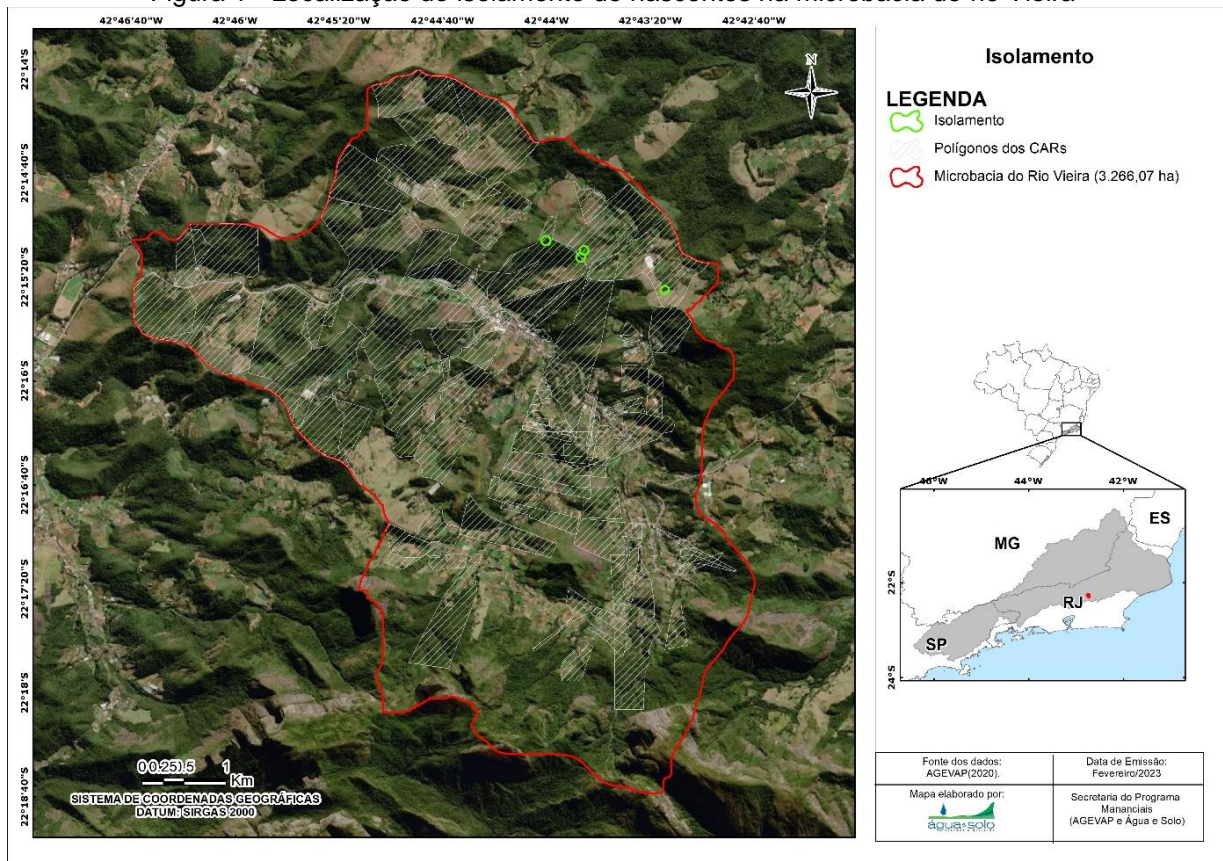 Figura 1 - Localização do isolamento de nascentes na microbacia do rio Vieira
42°46'40"W 42°46'W 42°45'20"W 42°44'40"W 42°44'W 42°43'20"W 42°42'40"W
22°14'S
22°14'40"S
22°15'20"S
22°16'S
22°16'40"S
22°17'20"S
22°18'S
22°18'40"S
N
0 0.25 0.5 1
Km
SISTEMA DE COORDENADAS GEOGRÁFICAS
DATUM: SIRGAS 2000
Isolamento
LEGENDA
Isolamento
Polígonos dos CARs
Microbacia do Rio Vieira (3.266,07 ha)
46°W 44°W 42°W
22°S
24°S
ES
MG
RJ
SP
Fonte dos dados:
AGEVAP(2020).
Data de Emissão:
Fevereiro/2023
Mapa elaborado por:
água e solo
Secretaria do Programa
Mananciais
(AGEVAP e Água e Solo)